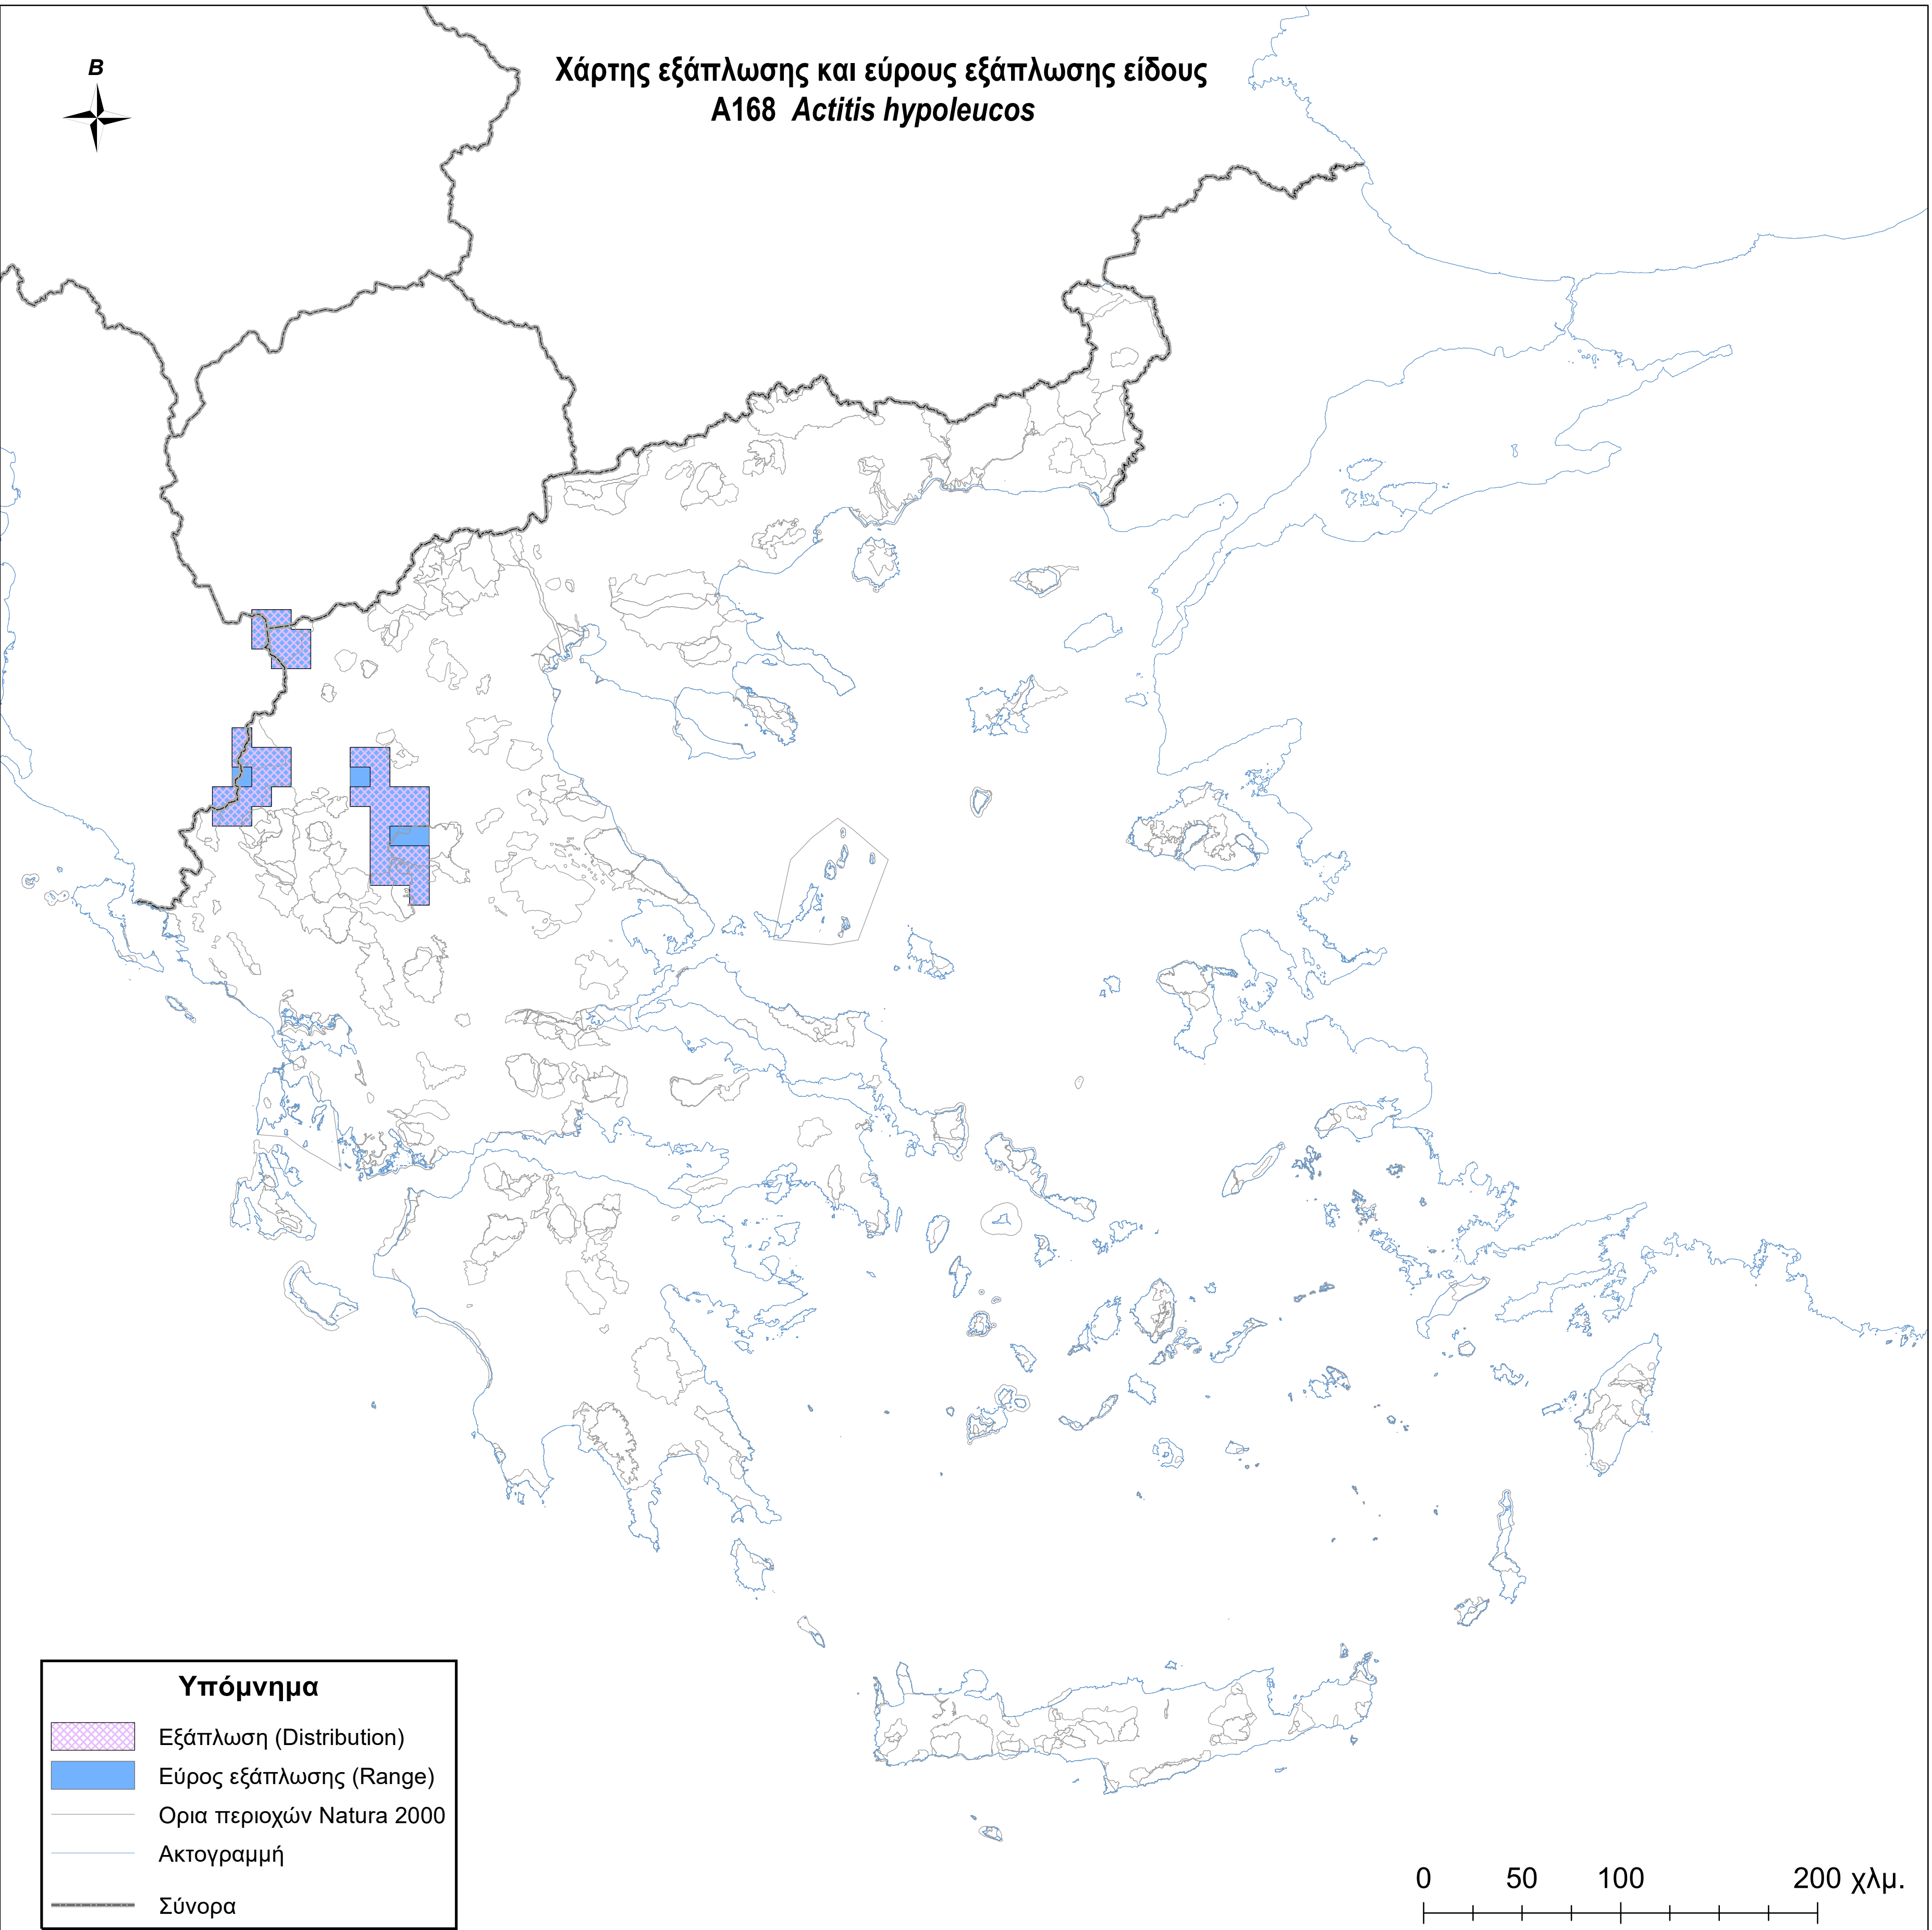 Χάρτης εξάπλωσης και εύρους εξάπλωσης είδους
A168 Actitis hypoleucos
B
Υπόμνημα
Εξάπλωση (Distribution)
Εύρος εξάπλωσης (Range)
Ορια περιοχών Natura 2000
Ακτογραμμή
Σύνορα
0 50 100 200 χλμ.